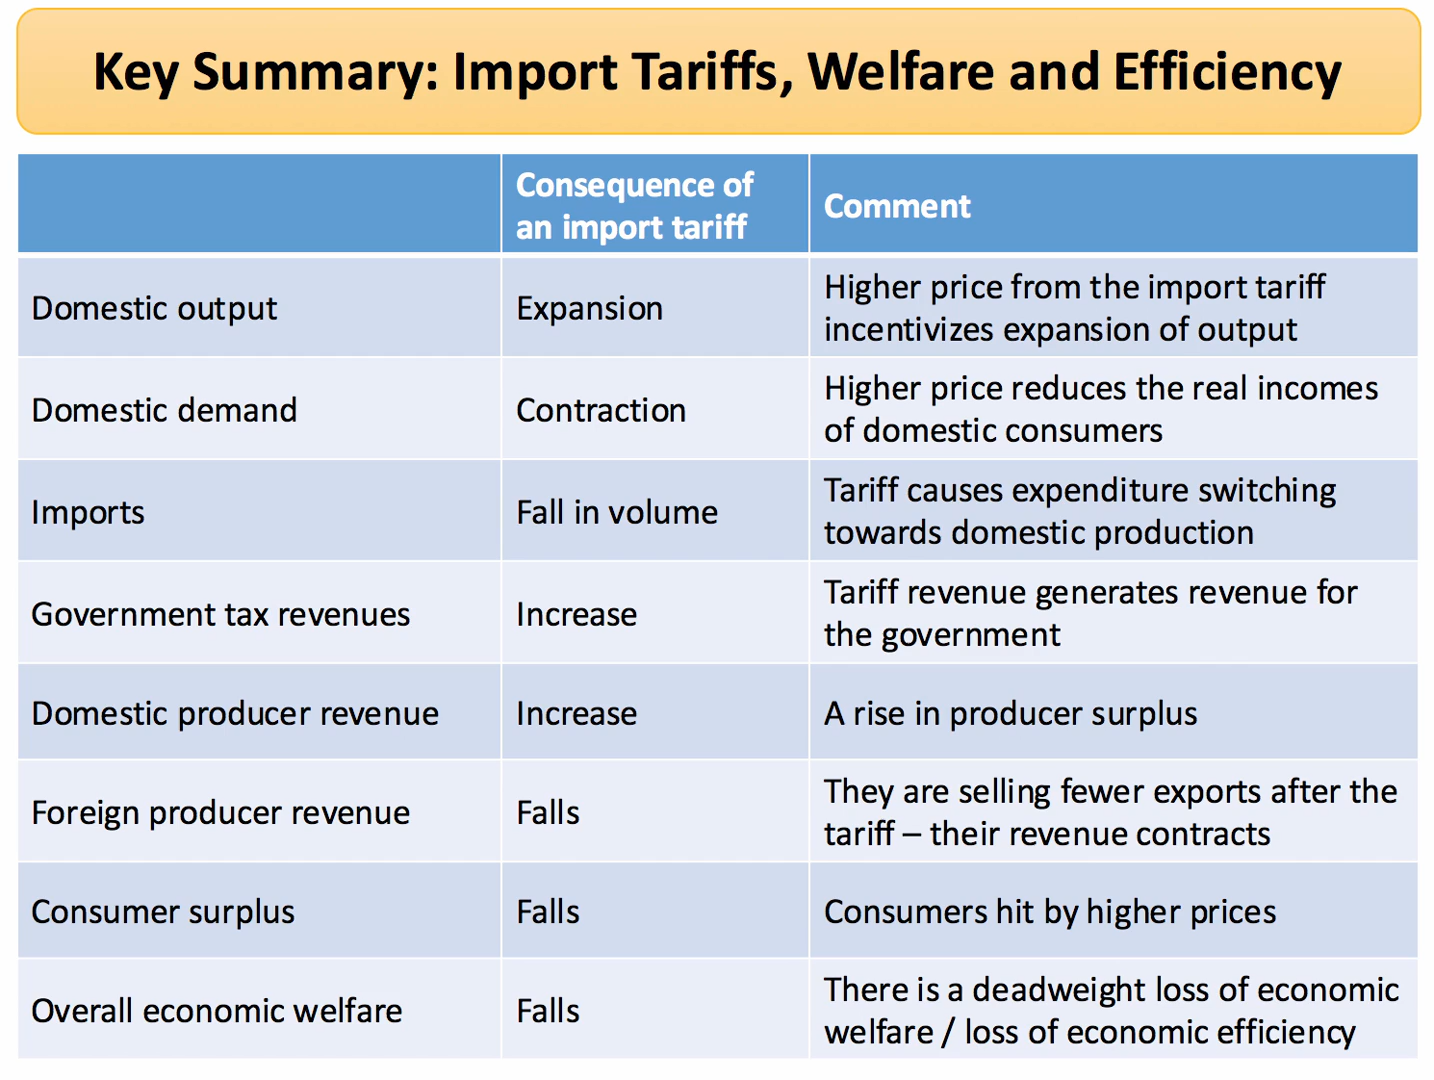 Key Summary: Import Tariffs, Welfare and Efficiency
Consequence of
an import tariff
Comment
Domestic output
Expansion
Higher price from the import tariff
incentivizes expansion of output
Domestic demand
Contraction
Higher price reduces the real incomes
of domestic consumers
Imports
Fall in volume
Tariff causes expenditure switching
towards domestic production
Government tax revenues
Increase
Tariff revenue generates revenue for
the government
Domestic producer revenue
Increase
A rise in producer surplus
Foreign producer revenue
Falls
They are selling fewer exports after the
tariff – their revenue contracts
Consumer surplus
Falls
Consumers hit by higher prices
Overall economic welfare
Falls
There is a deadweight loss of economic
welfare / loss of economic efficiency